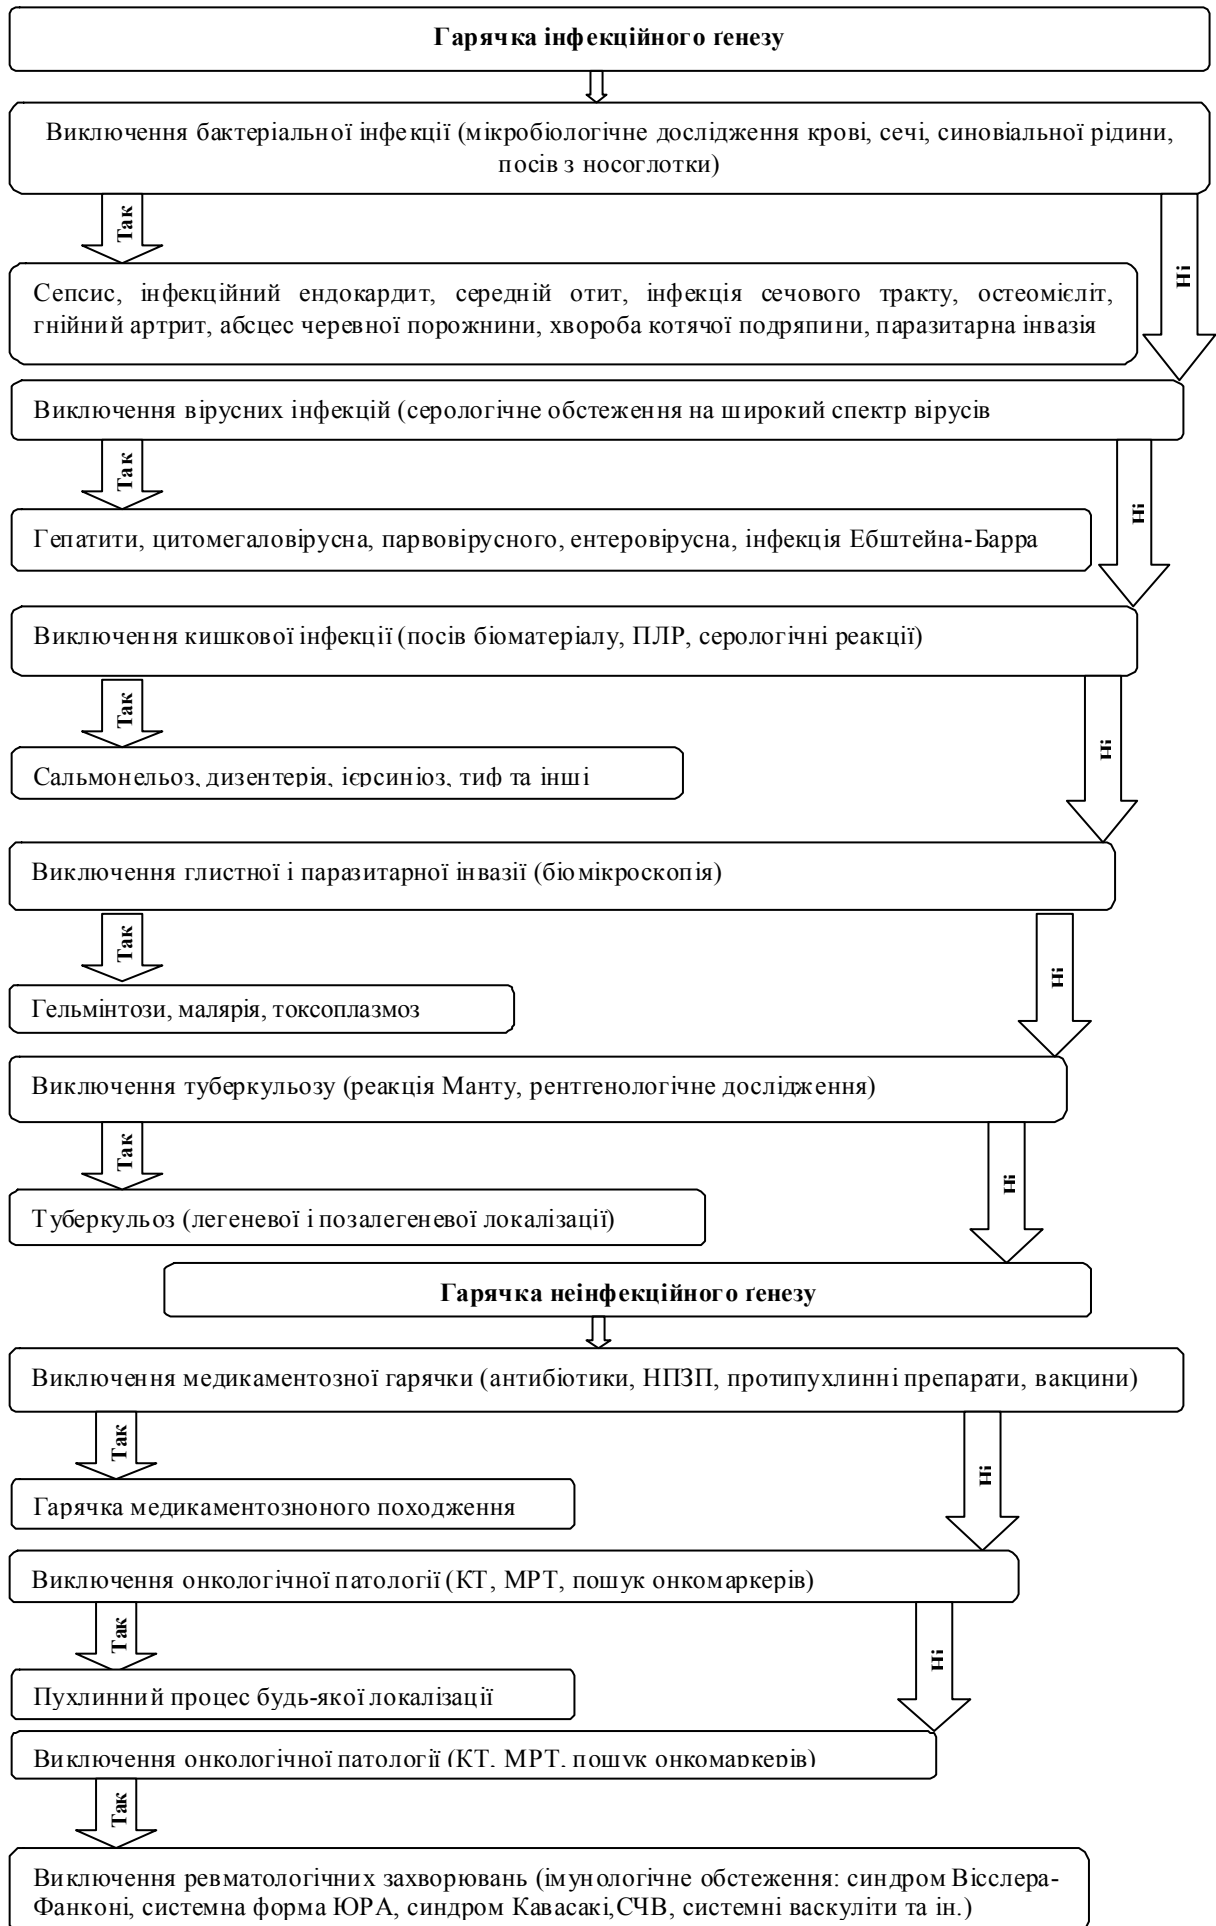 Гарячка інфекційного ґенезу
Виключення бактеріальної інфекції (мікробіологічне дослідження крові, сечі, синовіальної рідини,
посів з носоглотки)
Так
Ні
Сепсис, інфекційний ендокардит, середній отит, інфекція сечового тракту, остеомієліт,
гнійний артрит, абсцес черевної порожнини, хвороба котячої подряпини, паразитарна інвазія
Виключення вірусних інфекцій (серологічне обстеження на широкий спектр вірусів
Так
Ні
Гепатити, цитомегаловірусна, парвовірусного, ентеровірусна, інфекція Ебштейна-Барра
Виключення кишкової інфекції (посів біоматеріалу, ПЛР, серологічні реакції)
Так
Ні
Сальмонельоз, дизентерія, ієрсиніоз, тиф та інші
Виключення глистної і паразитарної інвазії (біомікроскопія)
Так
Ні
Гельмінтози, малярія, токсоплазмоз
Виключення туберкульозу (реакція Манту, рентгенологічне дослідження)
Так
Ні
Туберкульоз (легеневої і позалегеневої локалізації)
Гарячка неінфекційного ґенезу
Виключення медикаментозної гарячки (антибіотики, НПЗП, протипухлинні препарати, вакцини)
Так
Ні
Гарячка медикаментозноного походження
Виключення онкологічної патології (КТ, МРТ, пошук онкомаркерів)
Так
Ні
Пухлинний процес будь-якої локалізації
Виключення онкологічної патології (КТ, МРТ, пошук онкомаркерів)
Так
Виключення ревматологічних захворювань (імунологічне обстеження: синдром Вісслера-
Фанконі, системна форма ЮРА, синдром Кавасакі,СЧВ, системні васкуліти та ін.)